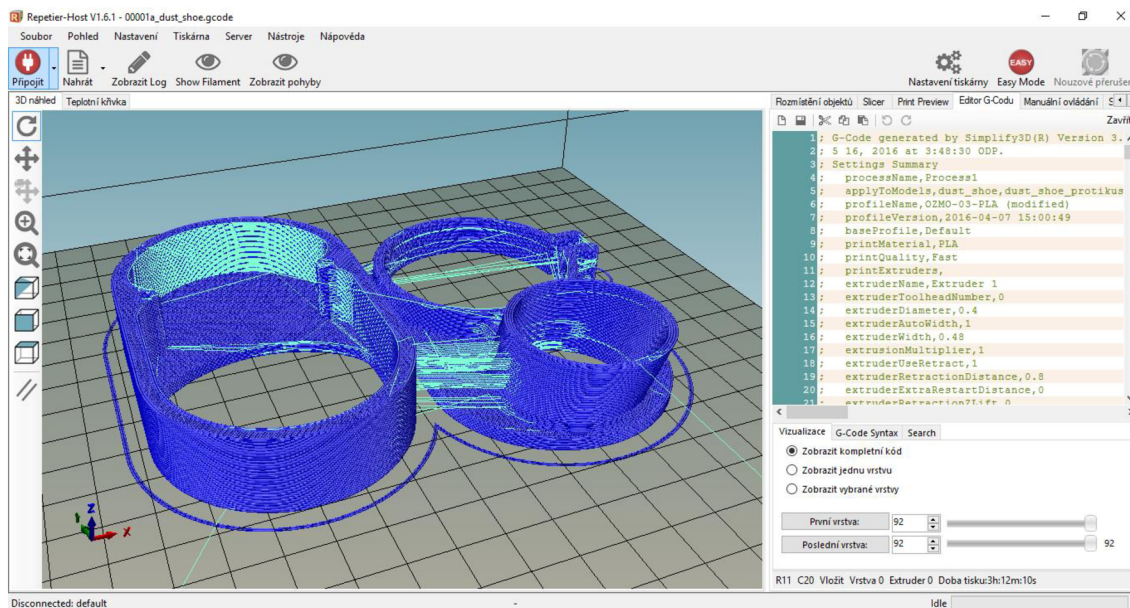 Repetier-Host V1.6.1 - 00001a_dust_shoe.gcode
Soubor Pohled Nastavení Tiskárna Server Nástroje Nápověda
Připojit Nahrát Zobrazit Log Show Filament Zobrazit pohyby Nastavení tiskárny EASY Easy Mode Nouzové přerušen
3D náhled Teplotní křivka
Rozmístění objektů Slicer Print Preview Editor G-Codu Manuální ovládání S
Zavří
1 ; G-Code generated by Simplify3D(R) Version 3.
2 ; 5 16, 2016 at 3:48:30 ODP.
3 ; Settings Summary
4 ; processName,Process1
5 ; applyToModels,dust_shoe,dust_shoe_protikus
6 ; profileName,OZMO-03-PLA (modified)
7 ; profileVersion,2016-04-07 15:00:49
8 ; baseProfile,Default
9 ; printMaterial,PLA
10 ; printQuality,Fast
11 ; printExtruders,
12 ; extruderName,Extruder 1
13 ; extruderToolheadNumber,0
14 ; extruderDiameter,0.4
15 ; extruderAutoWidth,1
16 ; extruderWidth,0.48
17 ; extrusionMultiplier,1
18 ; extruderUseRetract,1
19 ; extruderRetractionDistance,0.8
20 ; extruderExtraRestartDistance,0
21 ; extruderRetractionZLift,0
Vizualizace G-Code Syntax Search
Zobrazit kompletní kód
Zobrazit jednu vrstvu
Zobrazit vybrané vrstvy
První vrstva: 92
Poslední vrstva: 92 92
Z
Y
X
R11 C20 Vložit Vrstva 0 Extruder 0 Doba tisku:3h:12m:10s
Disconnected: default - Idle